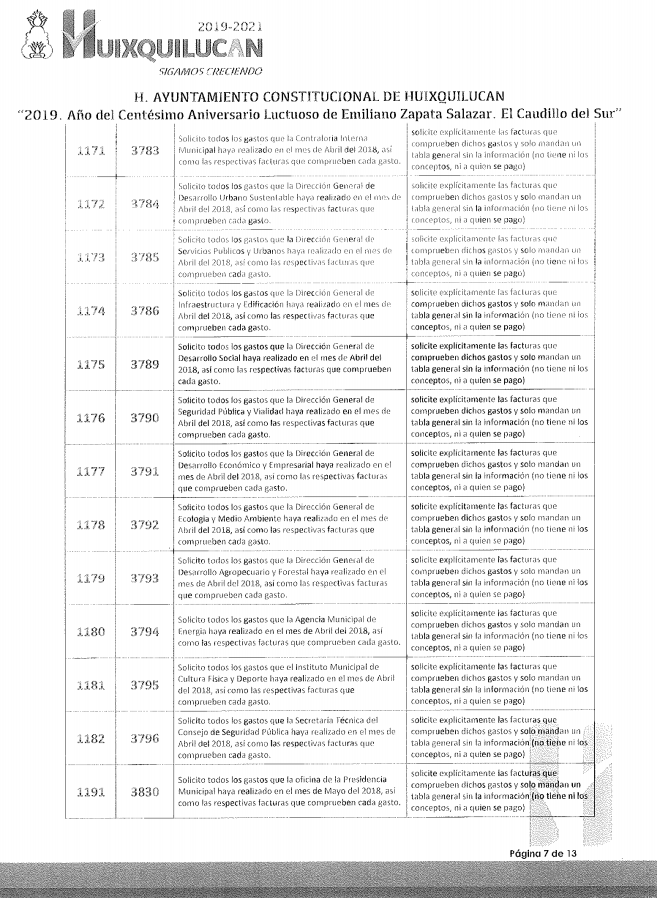 2019-2021
HUIXQUILUCAN
SIGAMOS CRECIENDO
H. AYUNTAMIENTO CONSTITUCIONAL DE HUIXQUILUCAN
"2019. Año del Centésimo Aniversario Luctuoso de Emiliano Zapata Salazar. El Caudillo del Sur"
1171 3783
Solicito todos los gastos que la Contraloría Interna
Municipal haya realizado en el mes de Abril del 2018, así
como las respectivas facturas que comprueben cada gasto.
solicite explícitamente las facturas que
comprueben dichos gastos y solo mandan un
tabla general sin la información (no tiene ni los
conceptos, ni a quien se pago)
1172 3784
Solicito todos los gastos que la Dirección General de
Desarrollo Urbano Sustentable haya realizado en el mes de
Abril del 2018, así como las respectivas facturas que
comprueben cada gasto.
solicite explícitamente las facturas que
comprueben dichos gastos y solo mandan un
tabla general sin la información (no tiene ni los
conceptos, ni a quien se pago)
1173 3785
Solicito todos los gastos que la Dirección General de
Servicios Publicos y Urbanos haya realizado en el mes de
Abril del 2018, así como las respectivas facturas que
comprueben cada gasto.
solicite explícitamente las facturas que
comprueben dichos gastos y solo mandan un
tabla general sin la información (no tiene ni los
conceptos, ni a quien se pago)
1174 3786
Solicito todos los gastos que la Dirección General de
Infraestructura y Edificación haya realizado en el mes de
Abril del 2018, así como las respectivas facturas que
comprueben cada gasto.
solicite explícitamente las facturas que
comprueben dichos gastos y solo mandan un
tabla general sin la información (no tiene ni los
conceptos, ni a quien se pago)
1175 3789
Solicito todos los gastos que la Dirección General de
Desarrollo Social haya realizado en el mes de Abril del
2018, así como las respectivas facturas que comprueben
cada gasto.
solicite explícitamente las facturas que
comprueben dichos gastos y solo mandan un
tabla general sin la información (no tiene ni los
conceptos, ni a quien se pago)
1176 3790
Solicito todos los gastos que la Dirección General de
Seguridad Pública y Vialidad haya realizado en el mes de
Abril del 2018, así como las respectivas facturas que
comprueben cada gasto.
solicite explícitamente las facturas que
comprueben dichos gastos y solo mandan un
tabla general sin la información (no tiene ni los
conceptos, ni a quien se pago)
1177 3791
Solicito todos los gastos que la Dirección General de
Desarrollo Económico y Empresarial haya realizado en el
mes de Abril del 2018, así como las respectivas facturas
que comprueben cada gasto.
solicite explícitamente las facturas que
comprueben dichos gastos y solo mandan un
tabla general sin la información (no tiene ni los
conceptos, ni a quien se pago)
1178 3792
Solicito todos los gastos que la Dirección General de
Ecología y Medio Ambiente haya realizado en el mes de
Abril del 2018, así como las respectivas facturas que
comprueben cada gasto.
solicite explícitamente las facturas que
comprueben dichos gastos y solo mandan un
tabla general sin la información (no tiene ni los
conceptos, ni a quien se pago)
1179 3793
Solicito todos los gastos que la Dirección General de
Desarrollo Agropecuario y Forestal haya realizado en el
mes de Abril del 2018, así como las respectivas facturas
que comprueben cada gasto.
solicite explícitamente las facturas que
comprueben dichos gastos y solo mandan un
tabla general sin la información (no tiene ni los
conceptos, ni a quien se pago)
1180 3794
Solicito todos los gastos que la Agencia Municipal de
Energía haya realizado en el mes de Abril del 2018, así
como las respectivas facturas que comprueben cada gasto.
solicite explícitamente las facturas que
comprueben dichos gastos y solo mandan un
tabla general sin la información (no tiene ni los
conceptos, ni a quien se pago)
1181 3795
Solicito todos los gastos que el Instituto Municipal de
Cultura Física y Deporte haya realizado en el mes de Abril
del 2018, así como las respectivas facturas que
comprueben cada gasto.
solicite explícitamente las facturas que
comprueben dichos gastos y solo mandan un
tabla general sin la información (no tiene ni los
conceptos, ni a quien se pago)
1182 3796
Solicito todos los gastos que la Secretaría Técnica del
Consejo de Seguridad Pública haya realizado en el mes de
Abril del 2018, así como las respectivas facturas que
comprueben cada gasto.
solicite explícitamente las facturas que
comprueben dichos gastos y solo mandan un
tabla general sin la información (no tiene ni los
conceptos, ni a quien se pago)
1191 3830
Solicito todos los gastos que la oficina de la Presidencia
Municipal haya realizado el mes de Mayo del 2018, así
como las respectivas facturas que comprueben cada gasto.
solicite explícitamente las facturas que
comprueben dichos gastos y solo mandan un
tabla general sin la información (no tiene ni los
conceptos, ni a quien se pago)
Página 7 de 13